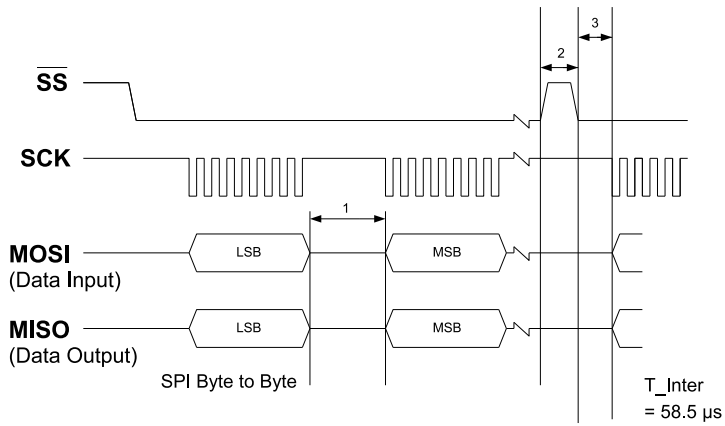 3
2
SS
SCK
1
MOSI
(Data Input)
LSB
MSB
MISO
(Data Output)
LSB
MSB
SPI Byte to Byte
T_Inter
= 58.5 µs